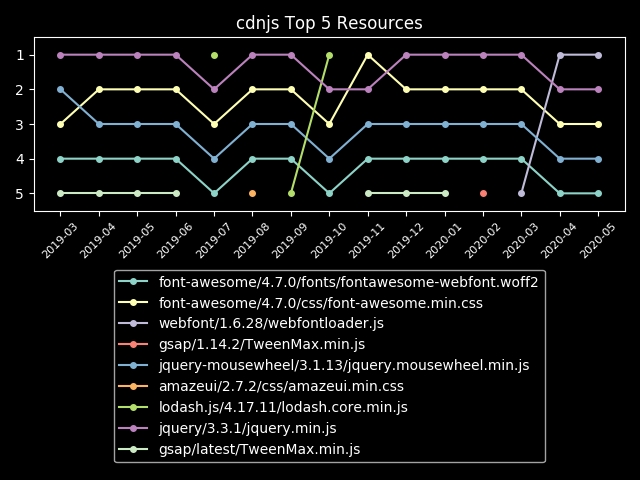 cdnjs Top 5 Resources
1
2
3
4
5
2019-03 2019-04 2019-05 2019-06 2019-07 2019-08 2019-09 2019-10 2019-11 2019-12 2020-01 2020-02 2020-03 2020-04 2020-05
font-awesome/4.7.0/fonts/fontawesome-webfont.woff2
font-awesome/4.7.0/css/font-awesome.min.css
webfont/1.6.28/webfontloader.js
gsap/1.14.2/TweenMax.min.js
jquery-mousewheel/3.1.13/jquery.mousewheel.min.js
amazeui/2.7.2/css/amazeui.min.css
lodash.js/4.17.11/lodash.core.min.js
jquery/3.3.1/jquery.min.js
gsap/latest/TweenMax.min.js